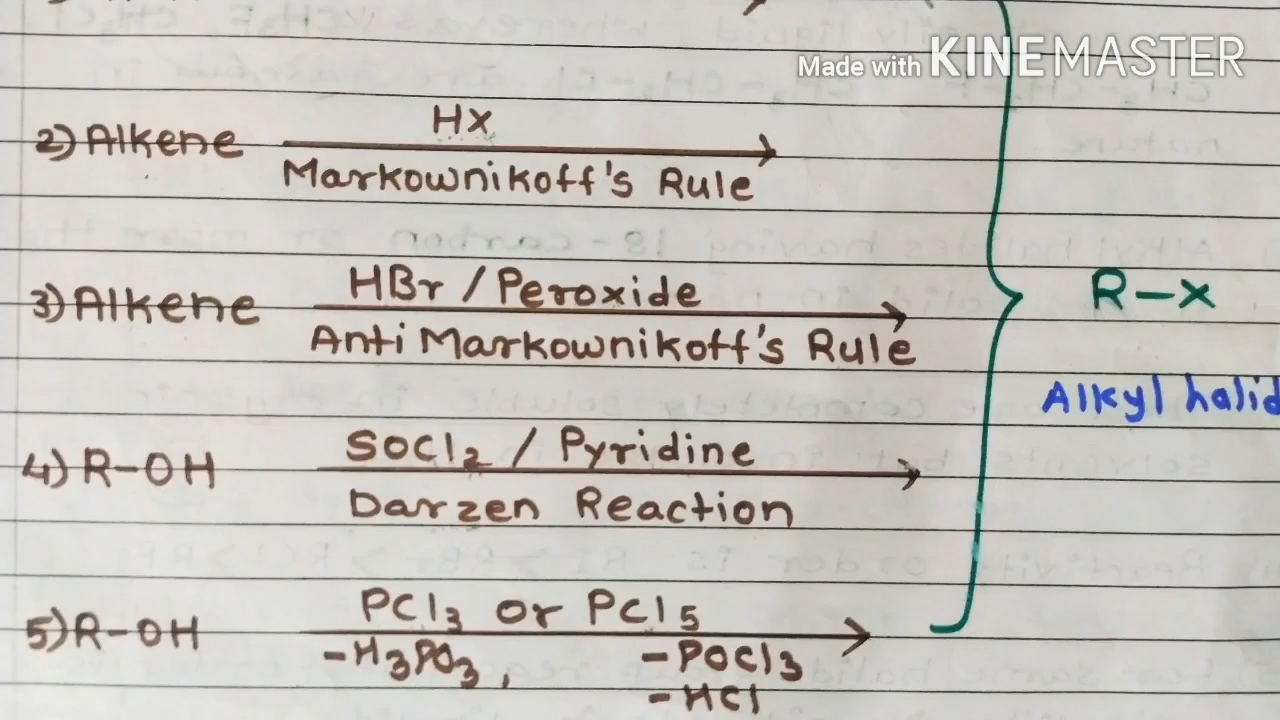 Made with KINEMASTER
2) Alkene HX
Markownikoff's Rule
3) Alkene HBr / Peroxide
Anti Markownikoff's Rule
R-X
Alkyl halid
4) R-OH SOCl₂ / Pyridine
Darzen Reaction
5) R-OH PCl₃ or PCl₅
-H₃PO₃, -POCl₃
-HCl